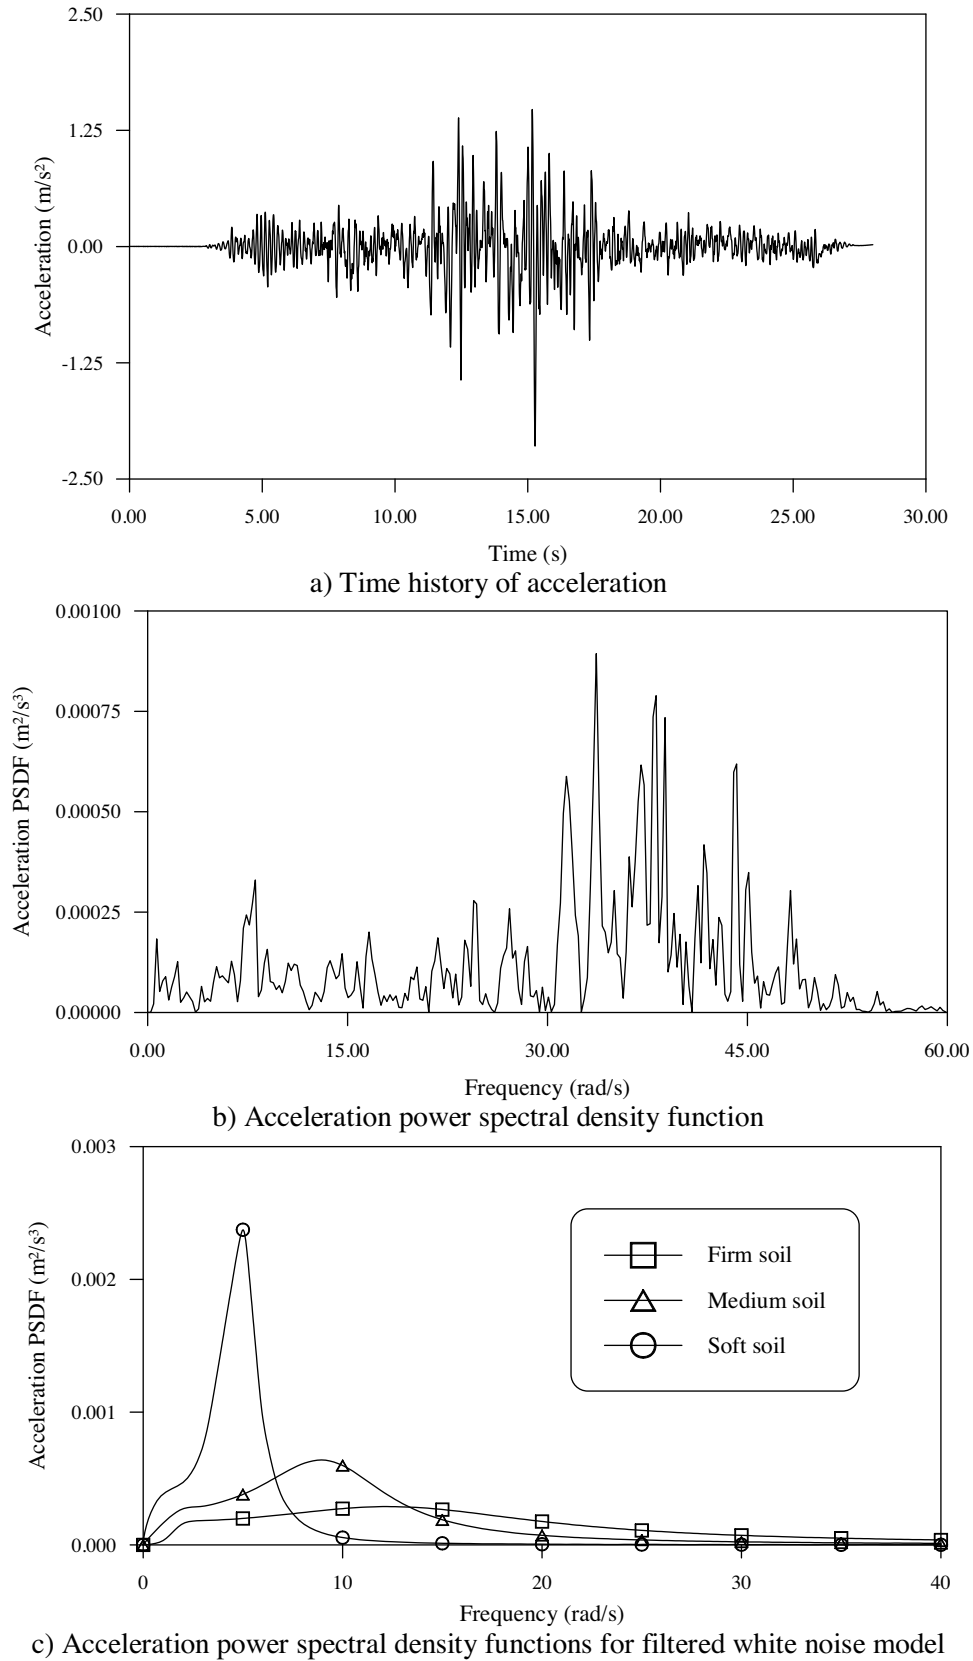 2.50
1.25
0.00
-1.25
-2.50
Acceleration (m/s²)
0.00 5.00 10.00 15.00 20.00 25.00 30.00
Time (s)
a) Time history of acceleration
0.00100
0.00075
0.00050
0.00025
0.00000
Acceleration PSDF (m²/s³)
0.00 15.00 30.00 45.00 60.00
Frequency (rad/s)
b) Acceleration power spectral density function
0.003
0.002
0.001
0.000
Acceleration PSDF (m²/s³)
Firm soil
Medium soil
Soft soil
0 10 20 30 40
Frequency (rad/s)
c) Acceleration power spectral density functions for filtered white noise model